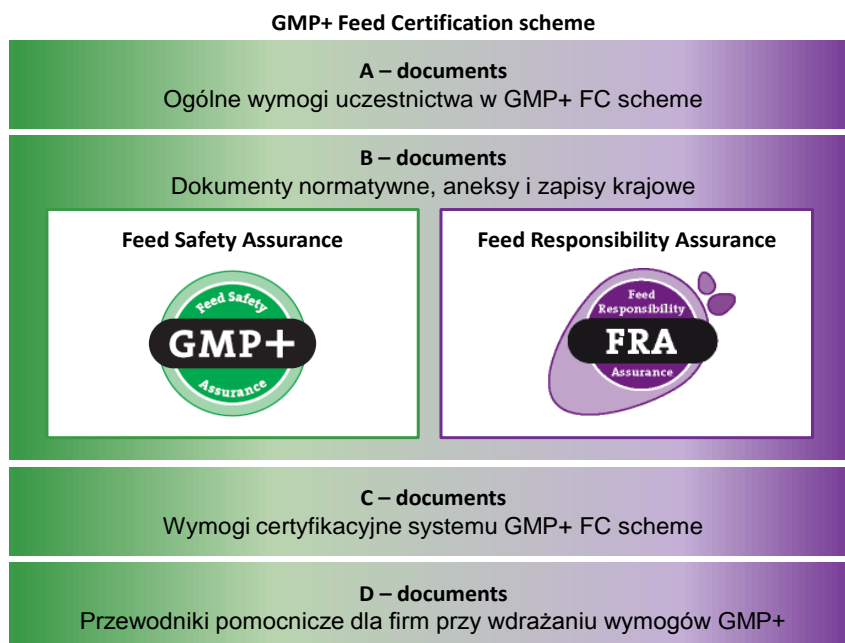 GMP+ Feed Certification scheme
A – documents
Ogólne wymogi uczestnictwa w GMP+ FC scheme
B – documents
Dokumenty normatywne, aneksy i zapisy krajowe
Feed Safety Assurance
Feed Safety
GMP+
Assurance
Feed Responsibility Assurance
Feed
Responsibility
FRA
Assurance
C – documents
Wymogi certyfikacyjne systemu GMP+ FC scheme
D – documents
Przewodniki pomocnicze dla firm przy wdrażaniu wymogów GMP+